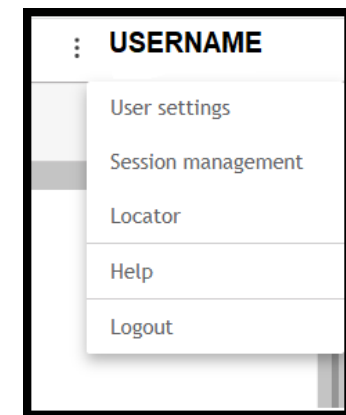 USERNAME
User settings
Session management
Locator
Help
Logout